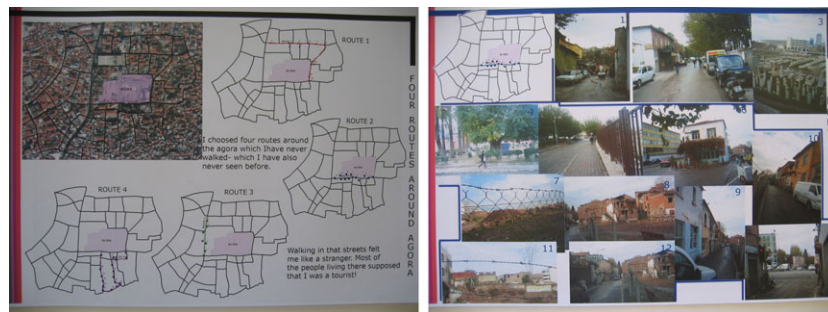 ROUTE 1
ROUTE 2
I choosed four routes around
the agora which Ihave never
walked- which I have also
never seen before.
ROUTE 4
ROUTE 3
Walking in that streets felt
me like a stranger. Most of
the people living there supposed
that I was a tourist!
FOUR ROUTES AROUND AGORA
1
3
7
8
9
10
11
12